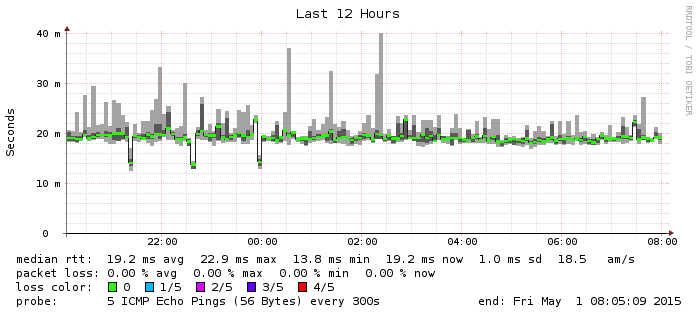 Last 12 Hours
RRDTOOL / TOBI OETIKER
Seconds
40 m
30 m
20 m
10 m
0
22:00 00:00 02:00 04:00 06:00 08:00
median rtt: 19.2 ms avg 22.9 ms max 13.8 ms min 19.2 ms now 1.0 ms sd 18.5 am/s
packet loss: 0.00 % avg 0.00 % max 0.00 % min 0.00 % now
loss color: 0 1/5 2/5 3/5 4/5
probe: 5 ICMP Echo Pings (56 Bytes) every 300s end: Fri May 1 08:05:09 2015